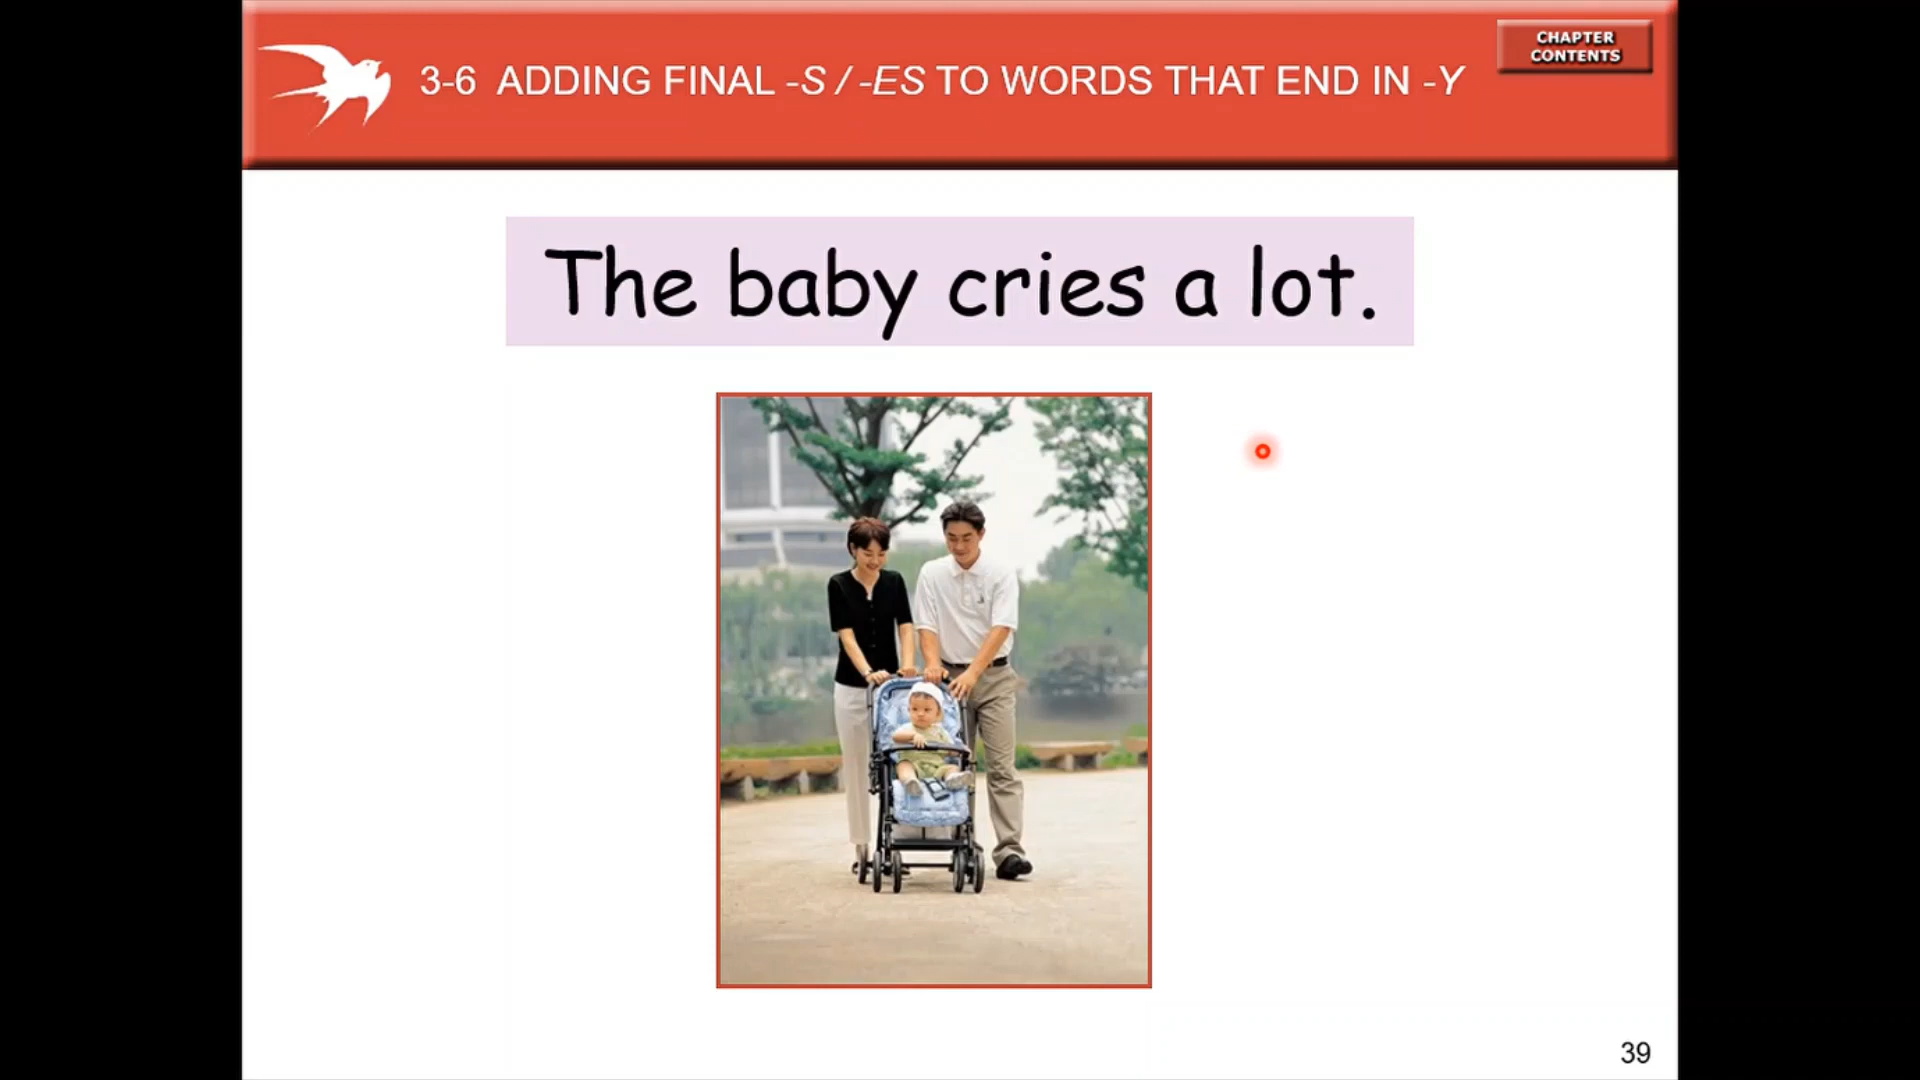 CHAPTER
CONTENTS
3-6 ADDING FINAL -S / -ES TO WORDS THAT END IN -Y
The baby cries a lot.
39